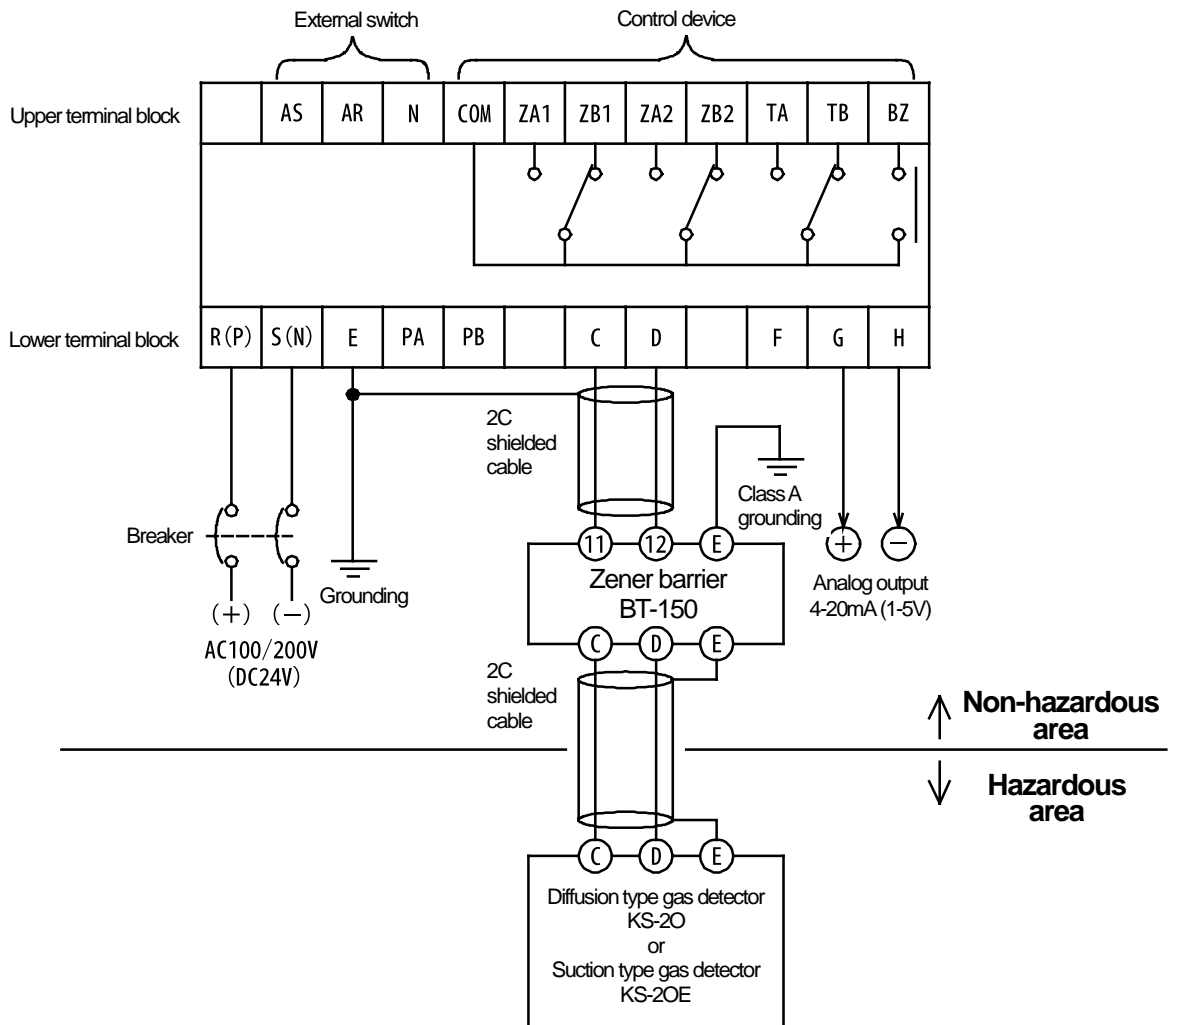 External switch
Control device
Upper terminal block
AS AR N COM ZA1 ZB1 ZA2 ZB2 TA TB BZ
Lower terminal block
R(P) S(N) E PA PB C D F G H
2C
shielded
cable
Class A
grounding
Breaker
11 12 E
+ −
Zener barrier
BT-150
Grounding
Analog output
4-20mA (1-5V)
(+) (−)
AC100/200V
(DC24V)
C D E
2C
shielded
cable
Non-hazardous
area
Hazardous
area
C D E
Diffusion type gas detector
KS-2O
or
Suction type gas detector
KS-2OE